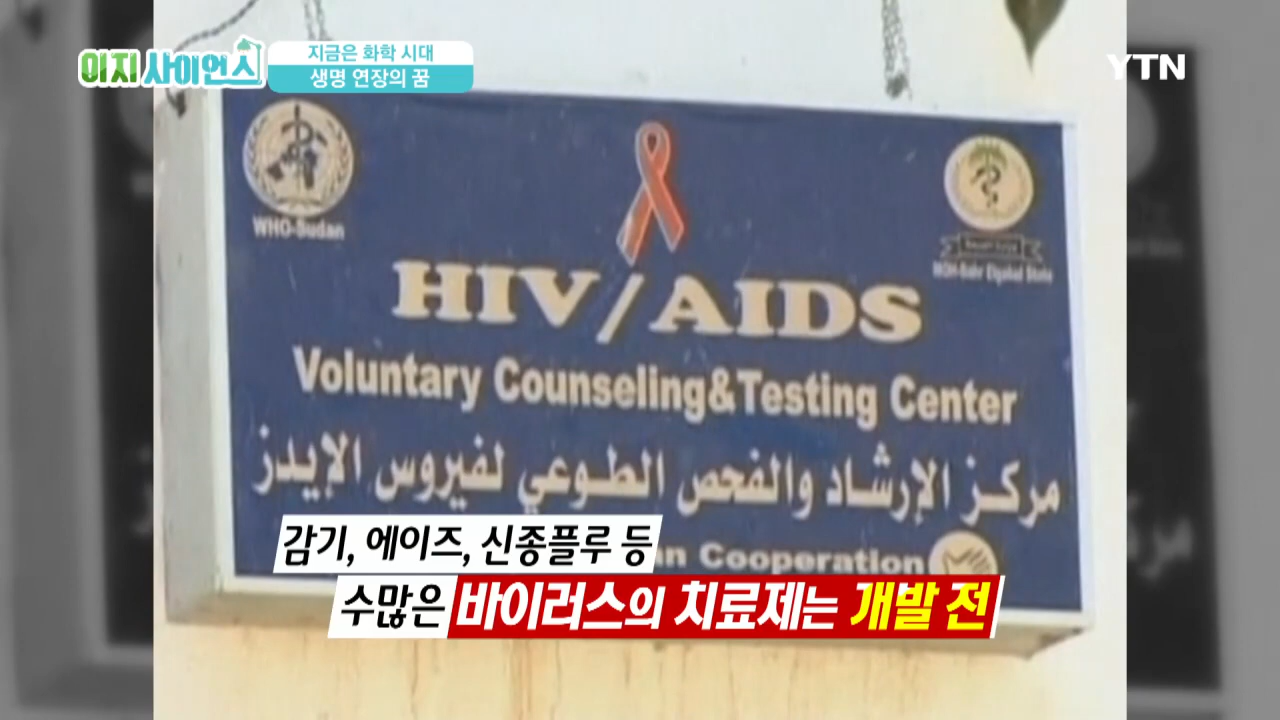 이지 사이언스
지금은 화학 시대
생명 연장의 꿈
YTN
WHO-Sudan
HIV/AIDS
Voluntary Counseling&Testing Center
مركز الإرشاد والفحص الطوعي لفيروس الإيدز
Cooperation
감기, 에이즈, 신종플루 등
수많은 바이러스의 치료제는 개발 전